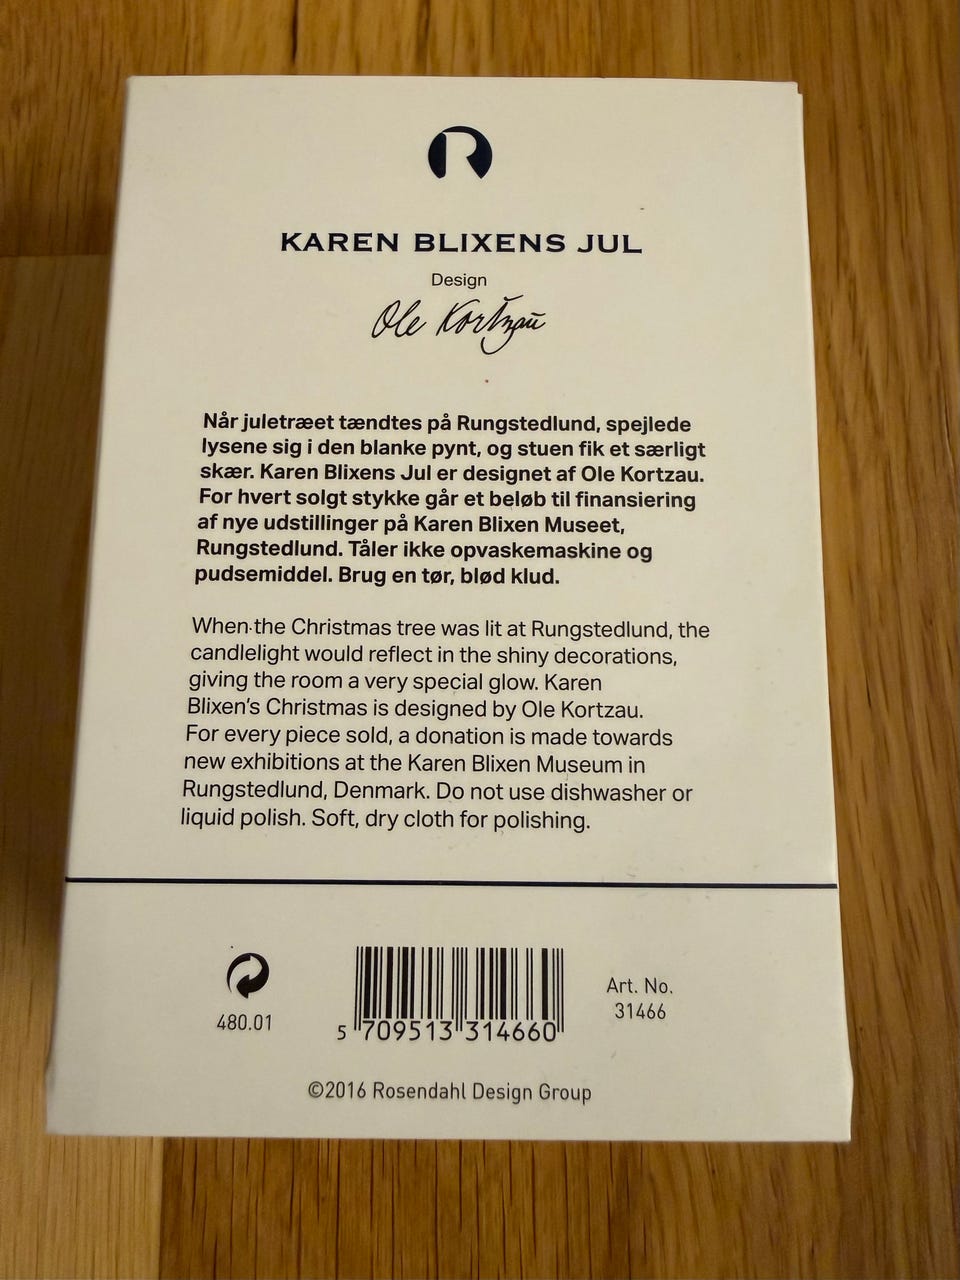 R
KAREN BLIXENS JUL
Design
Ole Kortzau
Når juletræet tændtes på Rungstedlund, spejlede
lysene sig i den blanke pynt, og stuen fik et særligt
skær. Karen Blixens Jul er designet af Ole Kortzau.
For hvert solgt stykke går et beløb til finansiering
af nye udstillinger på Karen Blixen Museet,
Rungstedlund. Tåler ikke opvaskemaskine og
pudsemiddel. Brug en tør, blød klud.
When the Christmas tree was lit at Rungstedlund, the
candlelight would reflect in the shiny decorations,
giving the room a very special glow. Karen
Blixen's Christmas is designed by Ole Kortzau.
For every piece sold, a donation is made towards
new exhibitions at the Karen Blixen Museum in
Rungstedlund, Denmark. Do not use dishwasher or
liquid polish. Soft, dry cloth for polishing.
480.01
5 709513 314660
Art. No.
31466
©2016 Rosendahl Design Group